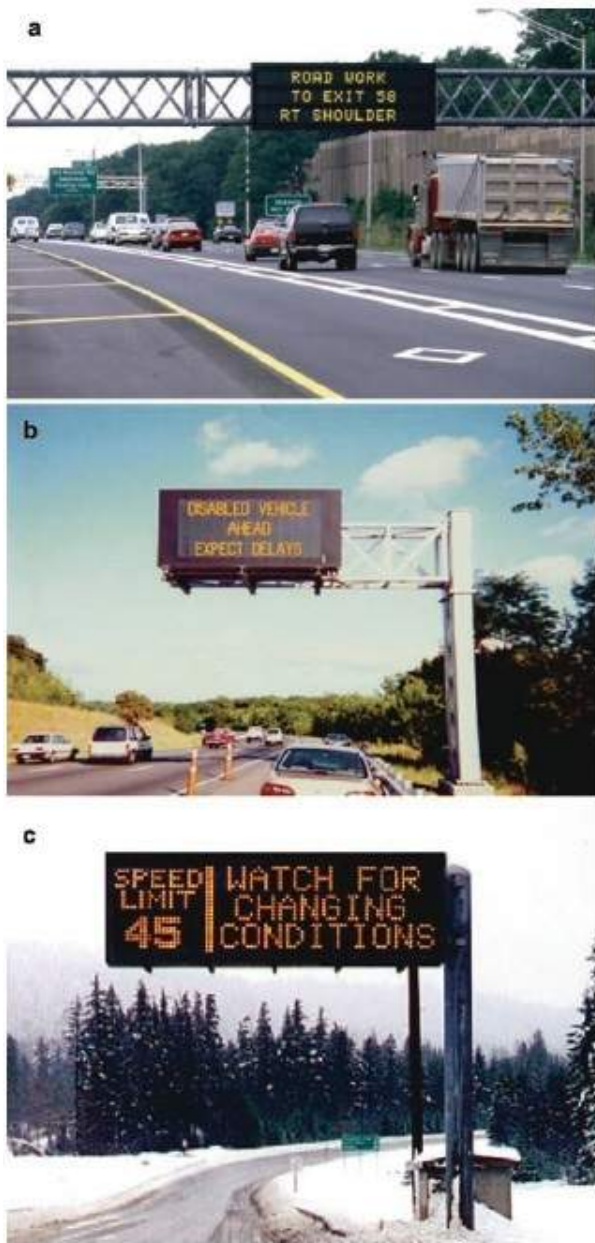 a
ROAD WORK
TO EXIT 58
RT SHOULDER
b
DISABLED VEHICLE
AHEAD
EXPECT DELAYS
c
SPEED
LIMIT
45
WATCH FOR
CHANGING
CONDITIONS